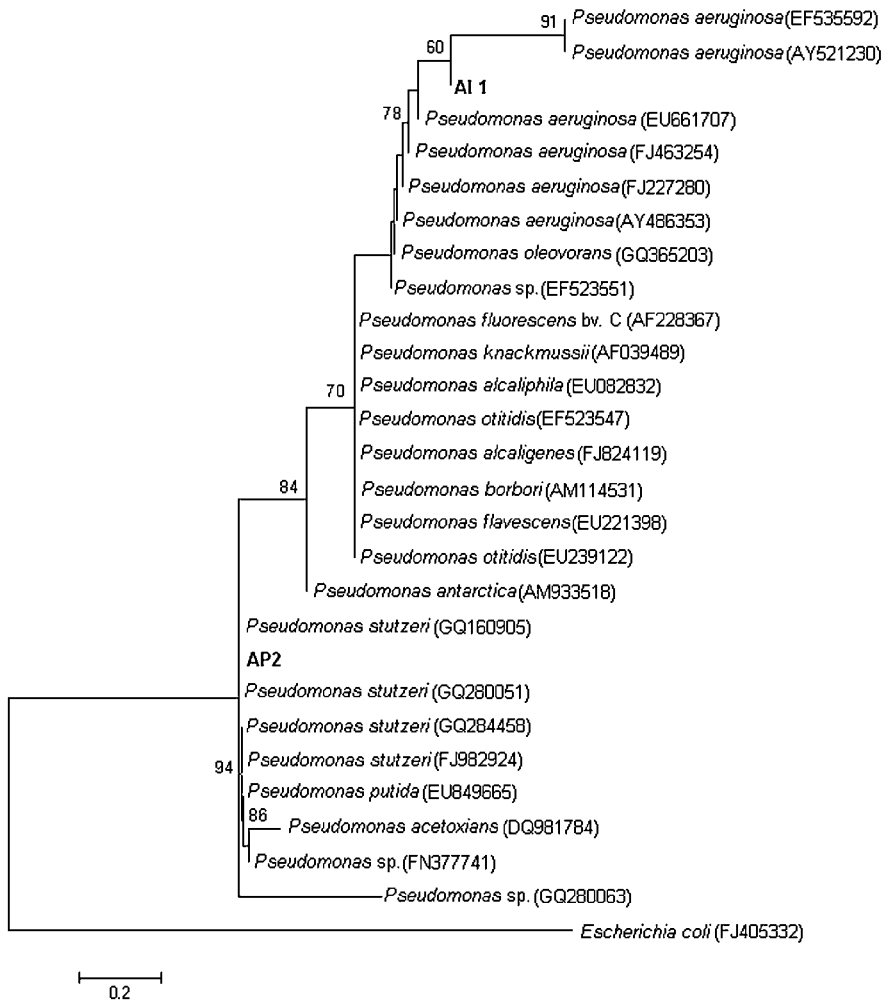 91
Pseudomonas aeruginosa(EF535592)
Pseudomonas aeruginosa(AY521230)
60
AL 1
78
Pseudomonas aeruginosa(EU661707)
Pseudomonas aeruginosa(FJ463254)
Pseudomonas aeruginosa(FJ227280)
Pseudomonas aeruginosa(AY486353)
Pseudomonas oleovorans (GQ365203)
Pseudomonas sp.(EF523551)
Pseudomonas fluorescens bv. C (AF228367)
Pseudomonas knackmussii(AF039489)
Pseudomonas alcaliphila(EU082832)
70
Pseudomonas otitidis(EF523547)
Pseudomonas alcaligenes(FJ824119)
84
Pseudomonas borbori(AM114531)
Pseudomonas flavescens(EU221398)
Pseudomonas otitidis(EU239122)
Pseudomonas antarctica(AM933518)
Pseudomonas stutzeri(GQ160905)
AP2
Pseudomonas stutzeri(GQ280051)
Pseudomonas stutzeri(GQ284458)
94
Pseudomonas stutzeri(FJ982924)
Pseudomonas putida(EU849665)
86
Pseudomonas acetoxians (DQ981784)
Pseudomonas sp.(FN377741)
Pseudomonas sp.(GQ280063)
Escherichia coli(FJ405332)
0.2